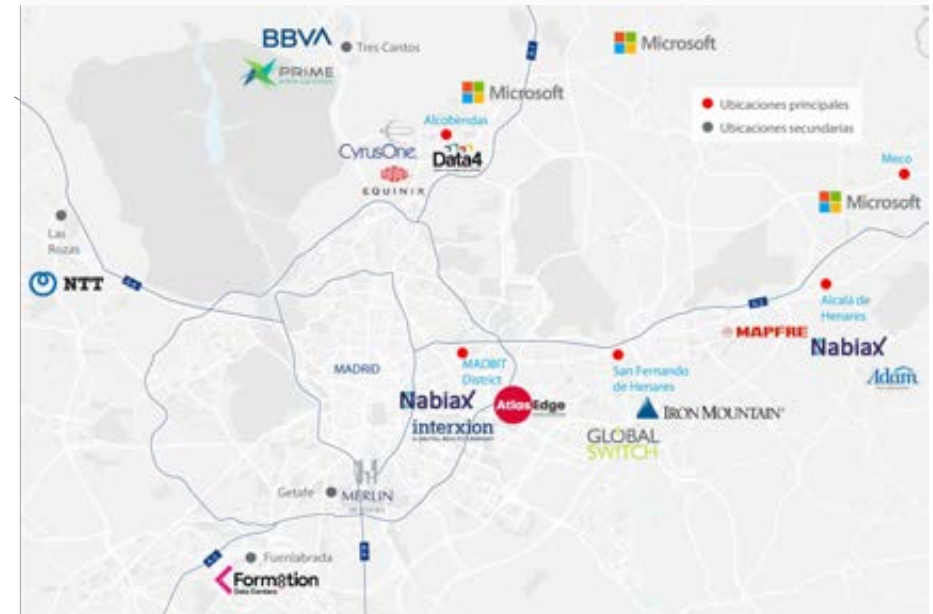 BBVA
Tres Cantos
PRIME
Microsoft
Microsoft
Ubicaciones principales
Ubicaciones secundarias
Alcobendas
CyrusOne
Data4
EQUINIX
Meco
Microsoft
Las
Rozas
NTT
Alcalá de
Henares
MAPFRE
Nabiax
Adam
MADRID
MADBIT
District
San Fernando
de Henares
Nabiax
interxion
AtlasEdge
IRON MOUNTAIN
GLOBAL
SWITCH
Getafe
MERLIN
Fuenlabrada
Form8tion
Data Centers